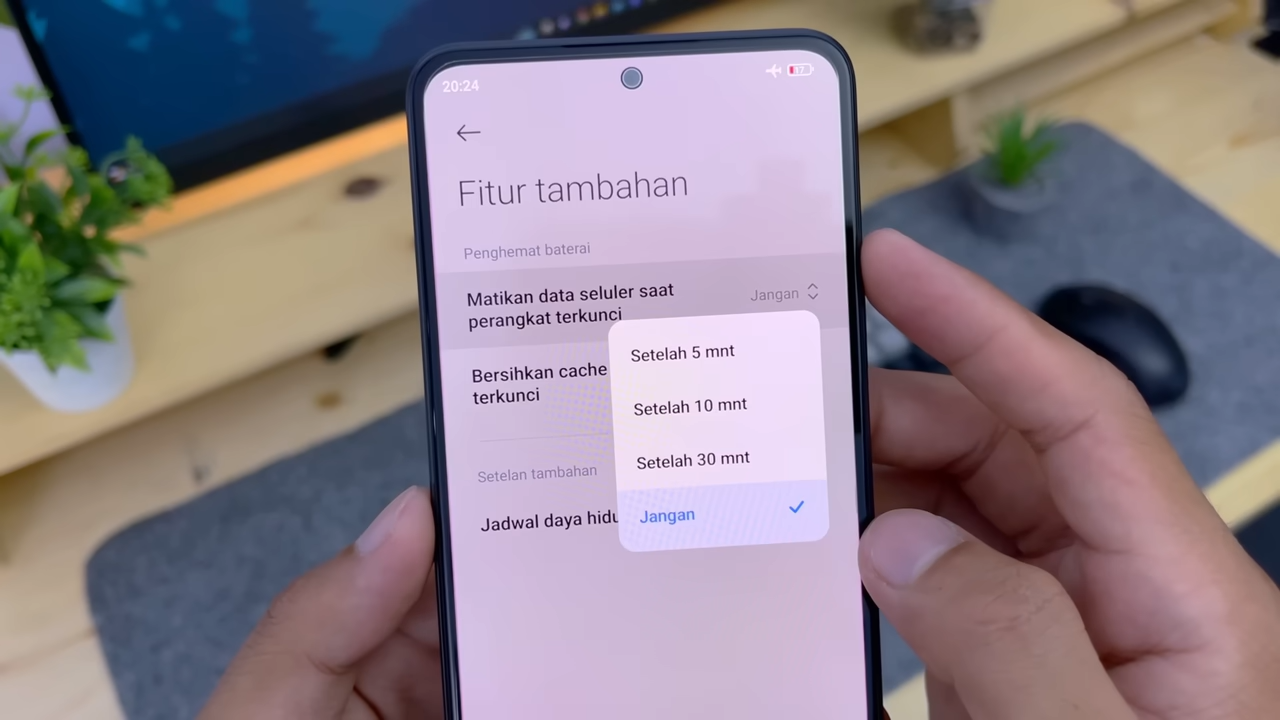 20:24
17
Fitur tambahan
Penghemat baterai
Matikan data seluler saat
perangkat terkunci
Jangan
Setelah 5 mnt
Bersihkan cache
terkunci
Setelah 10 mnt
Setelah 30 mnt
Setelan tambahan
Jangan
Jadwal daya hidu